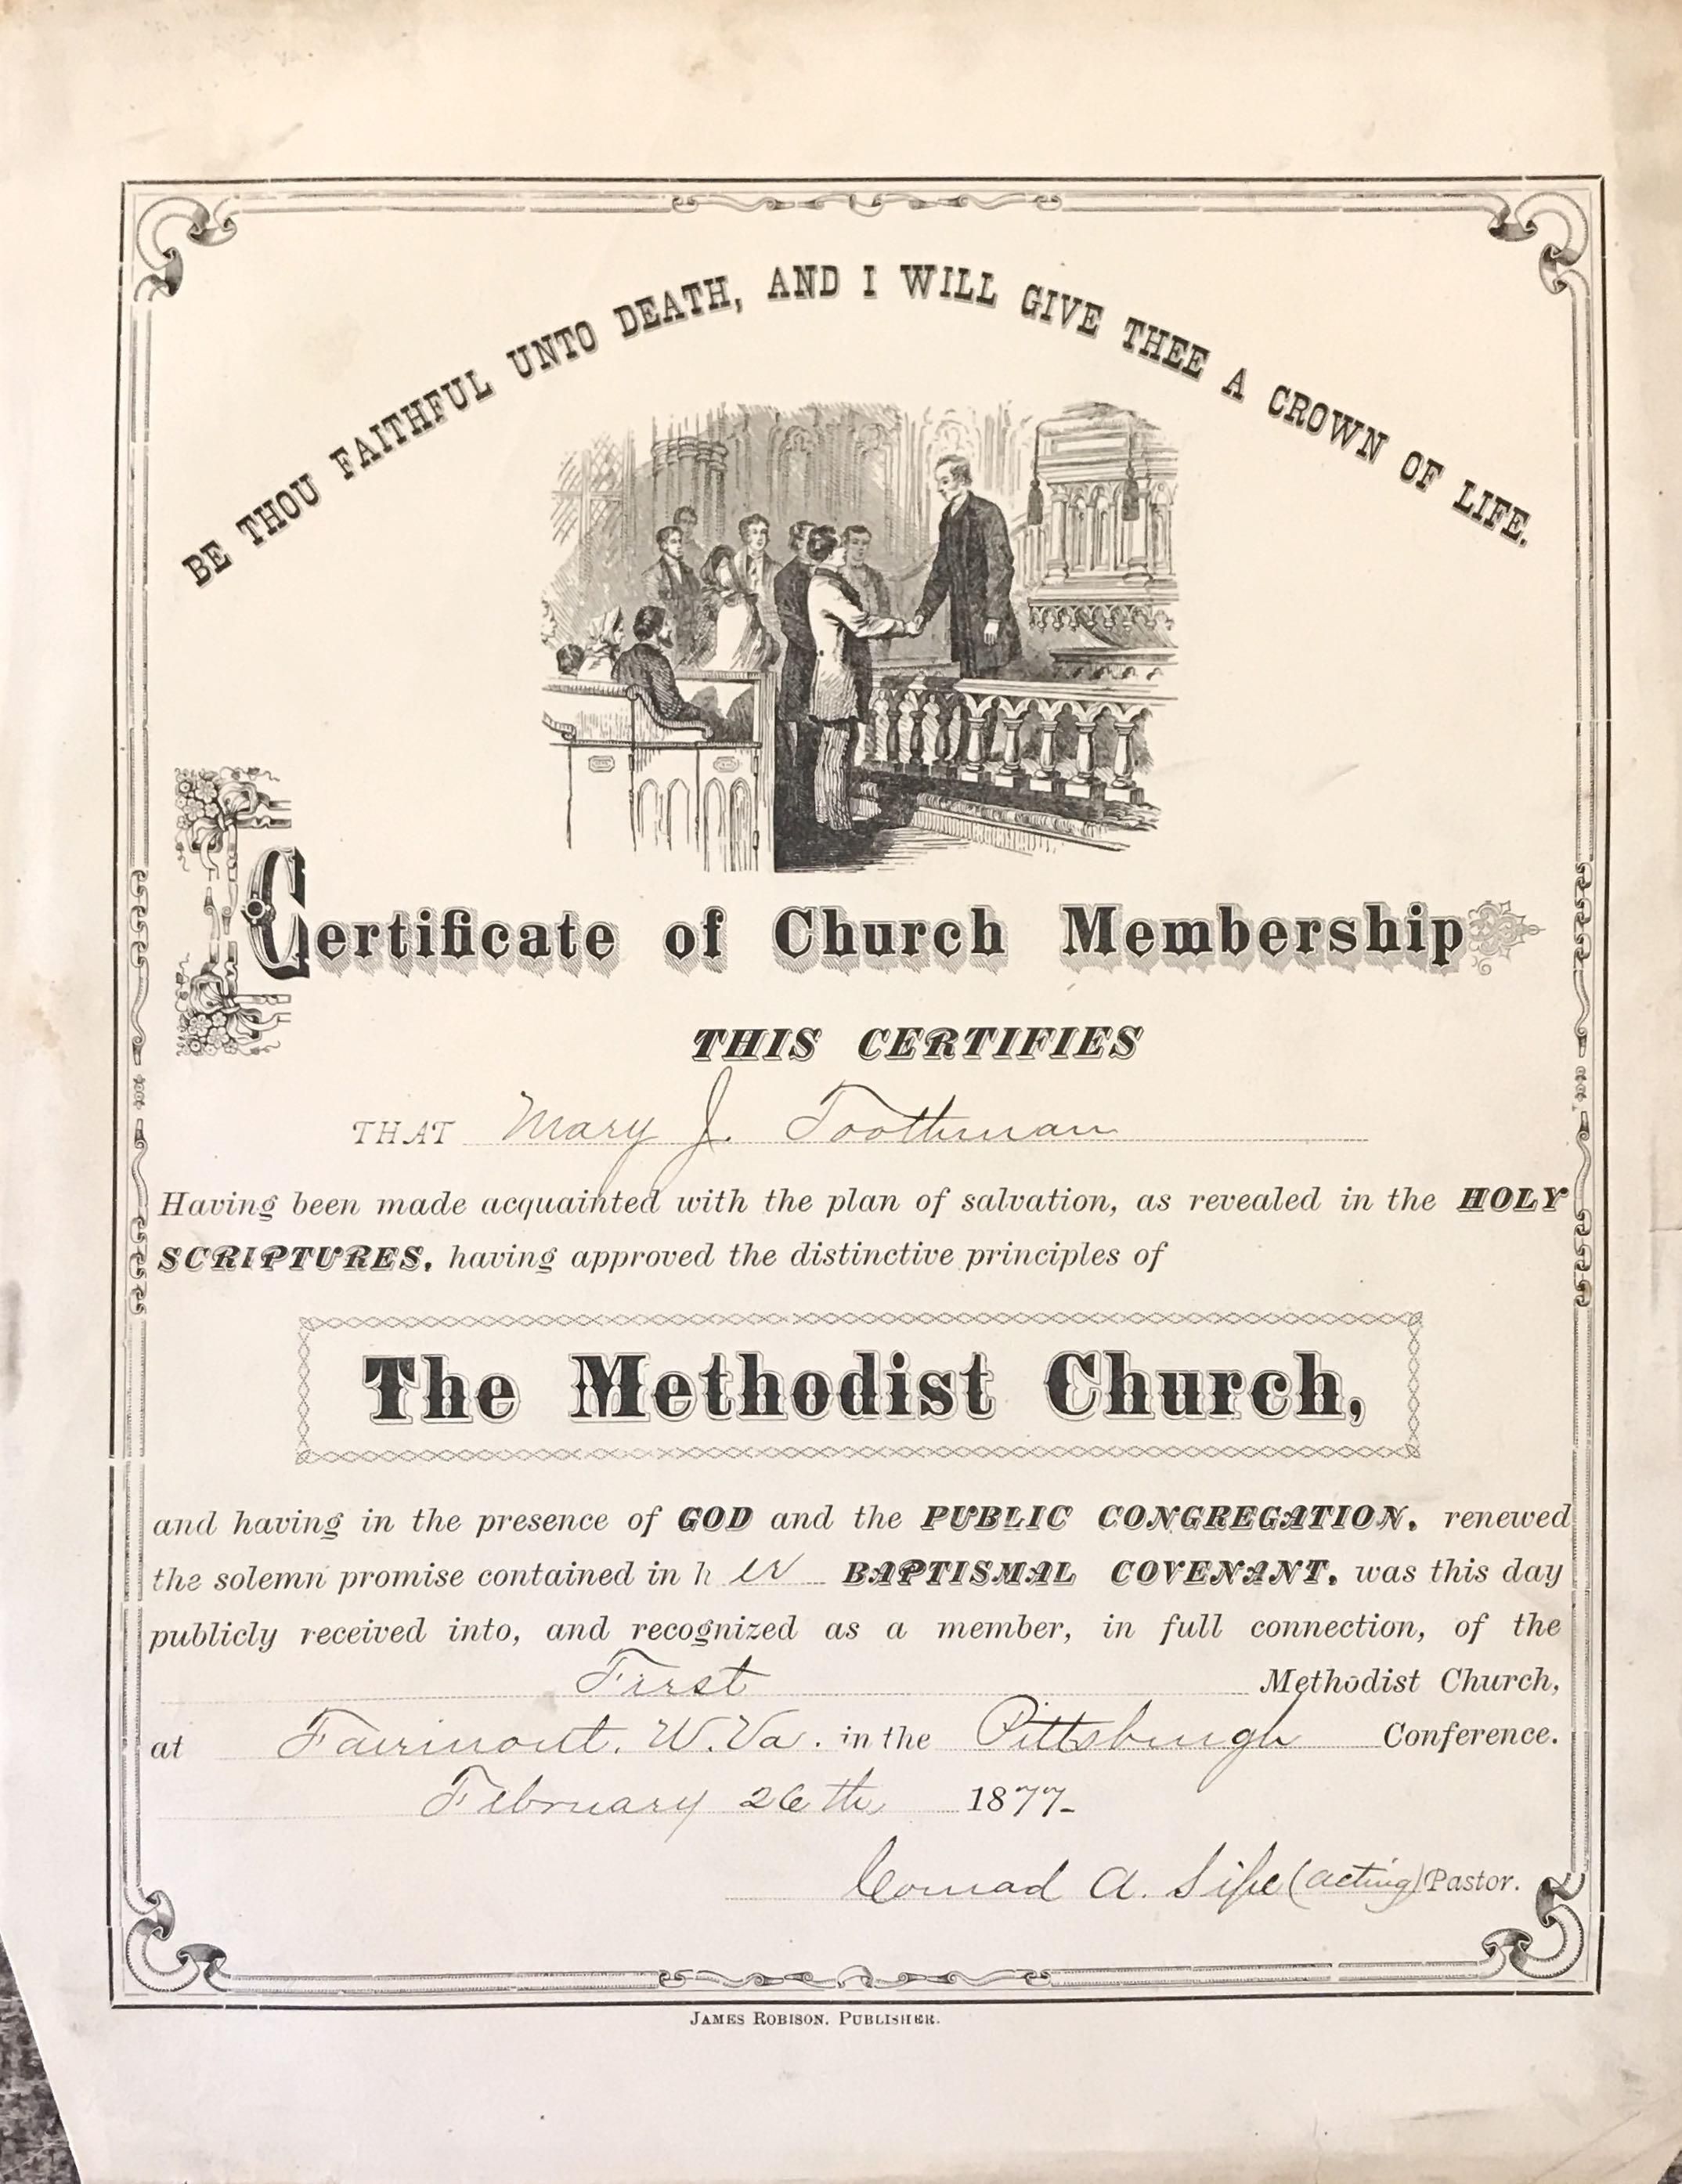 BE THOU FAITHFUL UNTO DEATH, AND I WILL GIVE THEE A CROWN OF LIFE.
Certificate of Church Membership
THIS CERTIFIES
THAT Mary J. Toothman
Having been made acquainted with the plan of salvation, as revealed in the HOLY
SCRIPTURES, having approved the distinctive principles of
The Methodist Church,
and having in the presence of GOD and the PUBLIC CONGREGATION, renewed
the solemn promise contained in h er BAPTISMAL COVENANT, was this day
publicly received into, and recognized as a member, in full connection, of the
First Methodist Church,
at Fairmont. W. Va. in the Pittsburgh Conference.
February 26th 1877-
Conrad A. Sipe (acting) Pastor.
JAMES ROBISON, PUBLISHER.